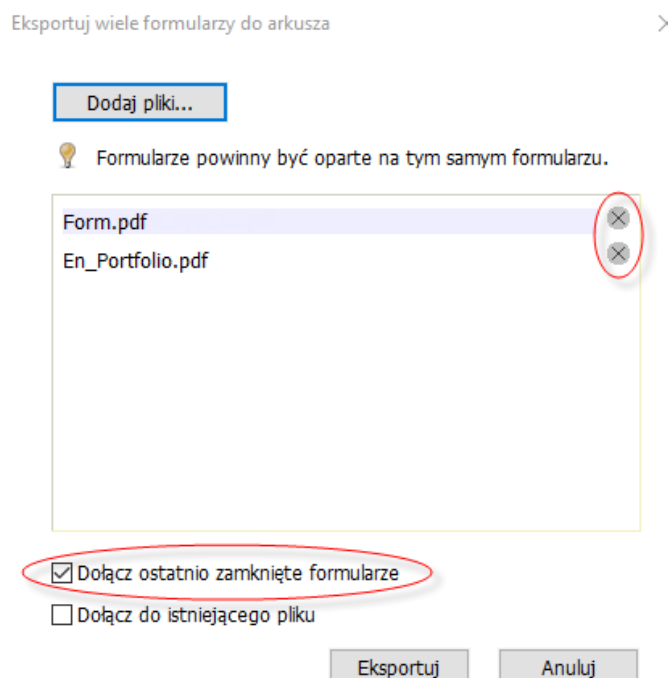 Eksportuj wiele formularzy do arkusza
Dodaj pliki...
Formularze powinny być oparte na tym samym formularzu.
Form.pdf
En_Portfolio.pdf
Dołącz ostatnio zamknięte formularze
Dołącz do istniejącego pliku
Eksportuj Anuluj